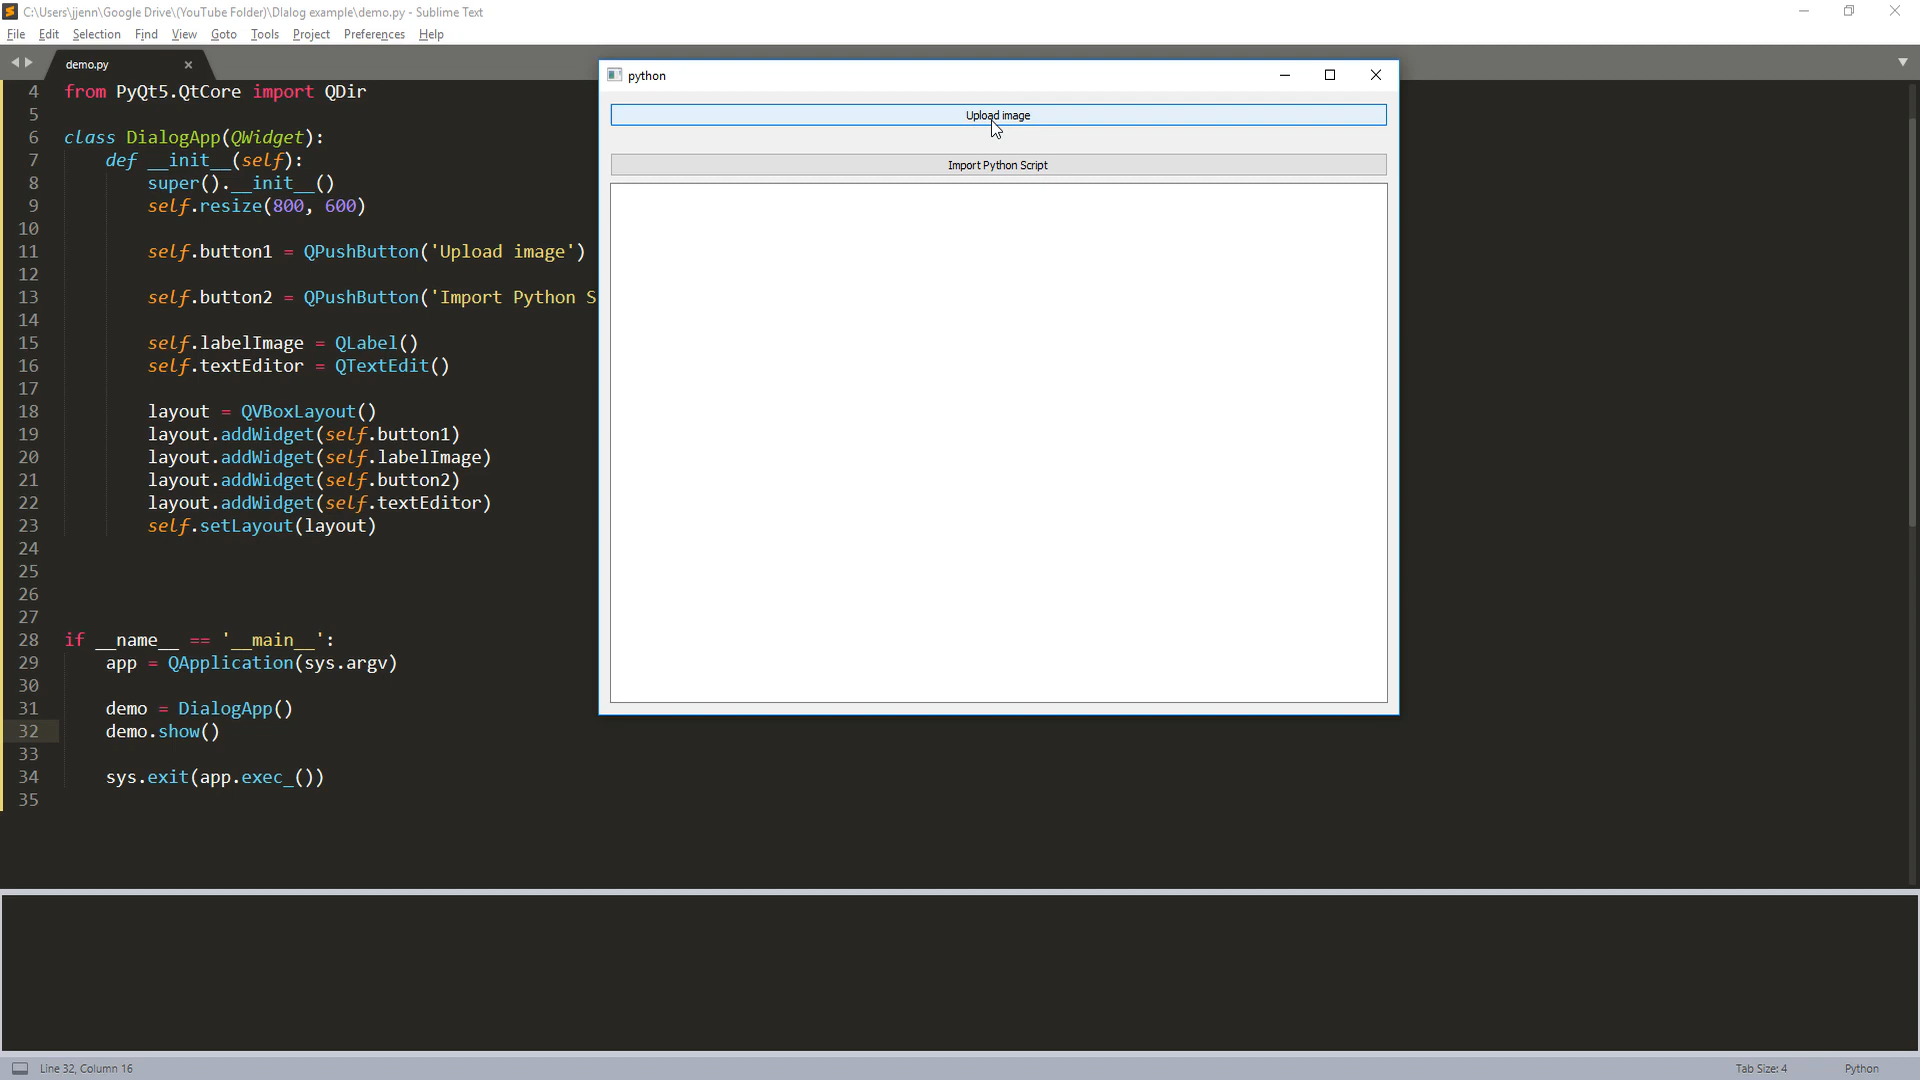 C:\Users\jjenn\Google Drive\(YouTube Folder)\DIalog example\demo.py - Sublime Text
File Edit Selection Find View Goto Tools Project Preferences Help
demo.py
4 from PyQt5.QtCore import QDir
5
6 class DialogApp(QWidget):
7 def __init__(self):
8 super().__init__()
9 self.resize(800, 600)
10
11 self.button1 = QPushButton('Upload image')
12
13 self.button2 = QPushButton('Import Python S
14
15 self.labelImage = QLabel()
16 self.textEditor = QTextEdit()
17
18 layout = QVBoxLayout()
19 layout.addWidget(self.button1)
20 layout.addWidget(self.labelImage)
21 layout.addWidget(self.button2)
22 layout.addWidget(self.textEditor)
23 self.setLayout(layout)
24
25
26
27
28 if __name__ == '__main__':
29 app = QApplication(sys.argv)
30
31 demo = DialogApp()
32 demo.show()
33
34 sys.exit(app.exec_())
35
python
Upload image
Import Python Script
Line 32, Column 16
Tab Size: 4
Python